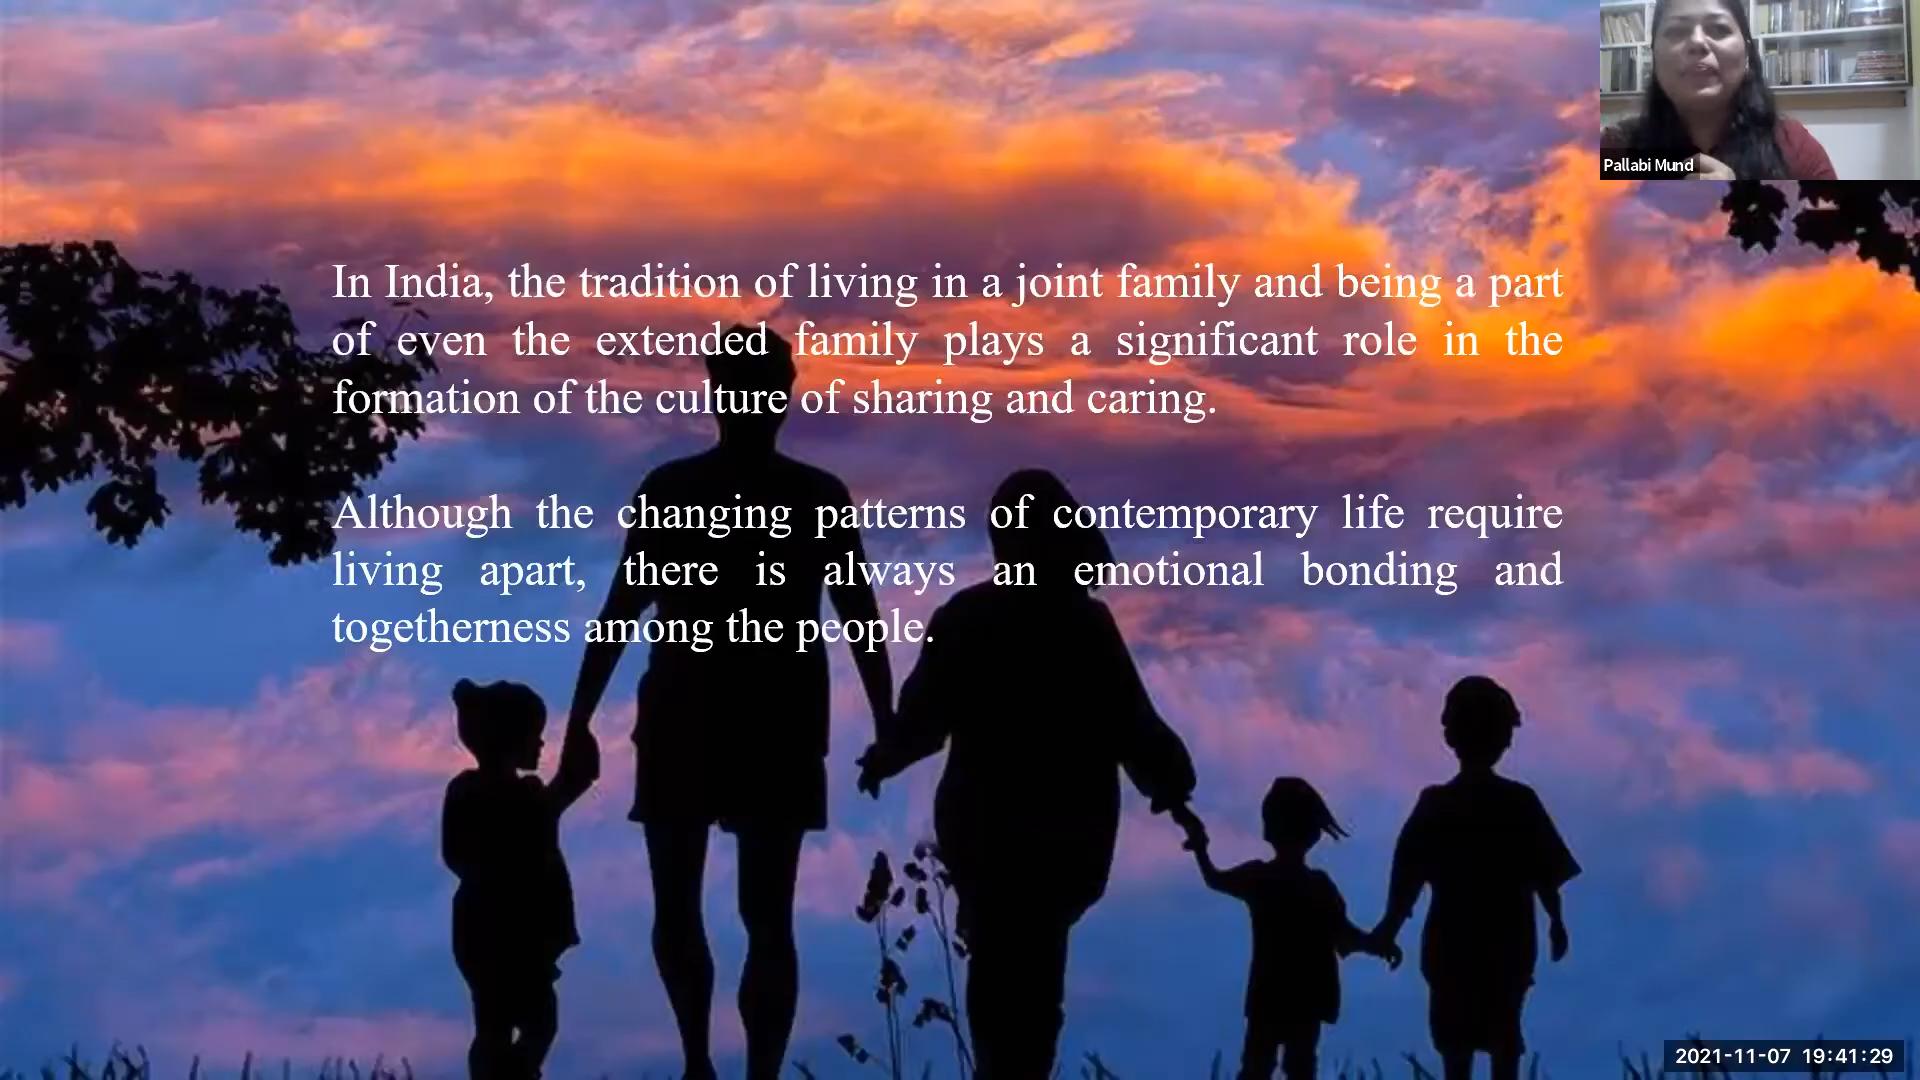 Pallabi Mund
In India, the tradition of living in a joint family and being a part
of even the extended family plays a significant role in the
formation of the culture of sharing and caring.
Although the changing patterns of contemporary life require
living apart, there is always an emotional bonding and
togetherness among the people.
2021-11-07 19:41:29